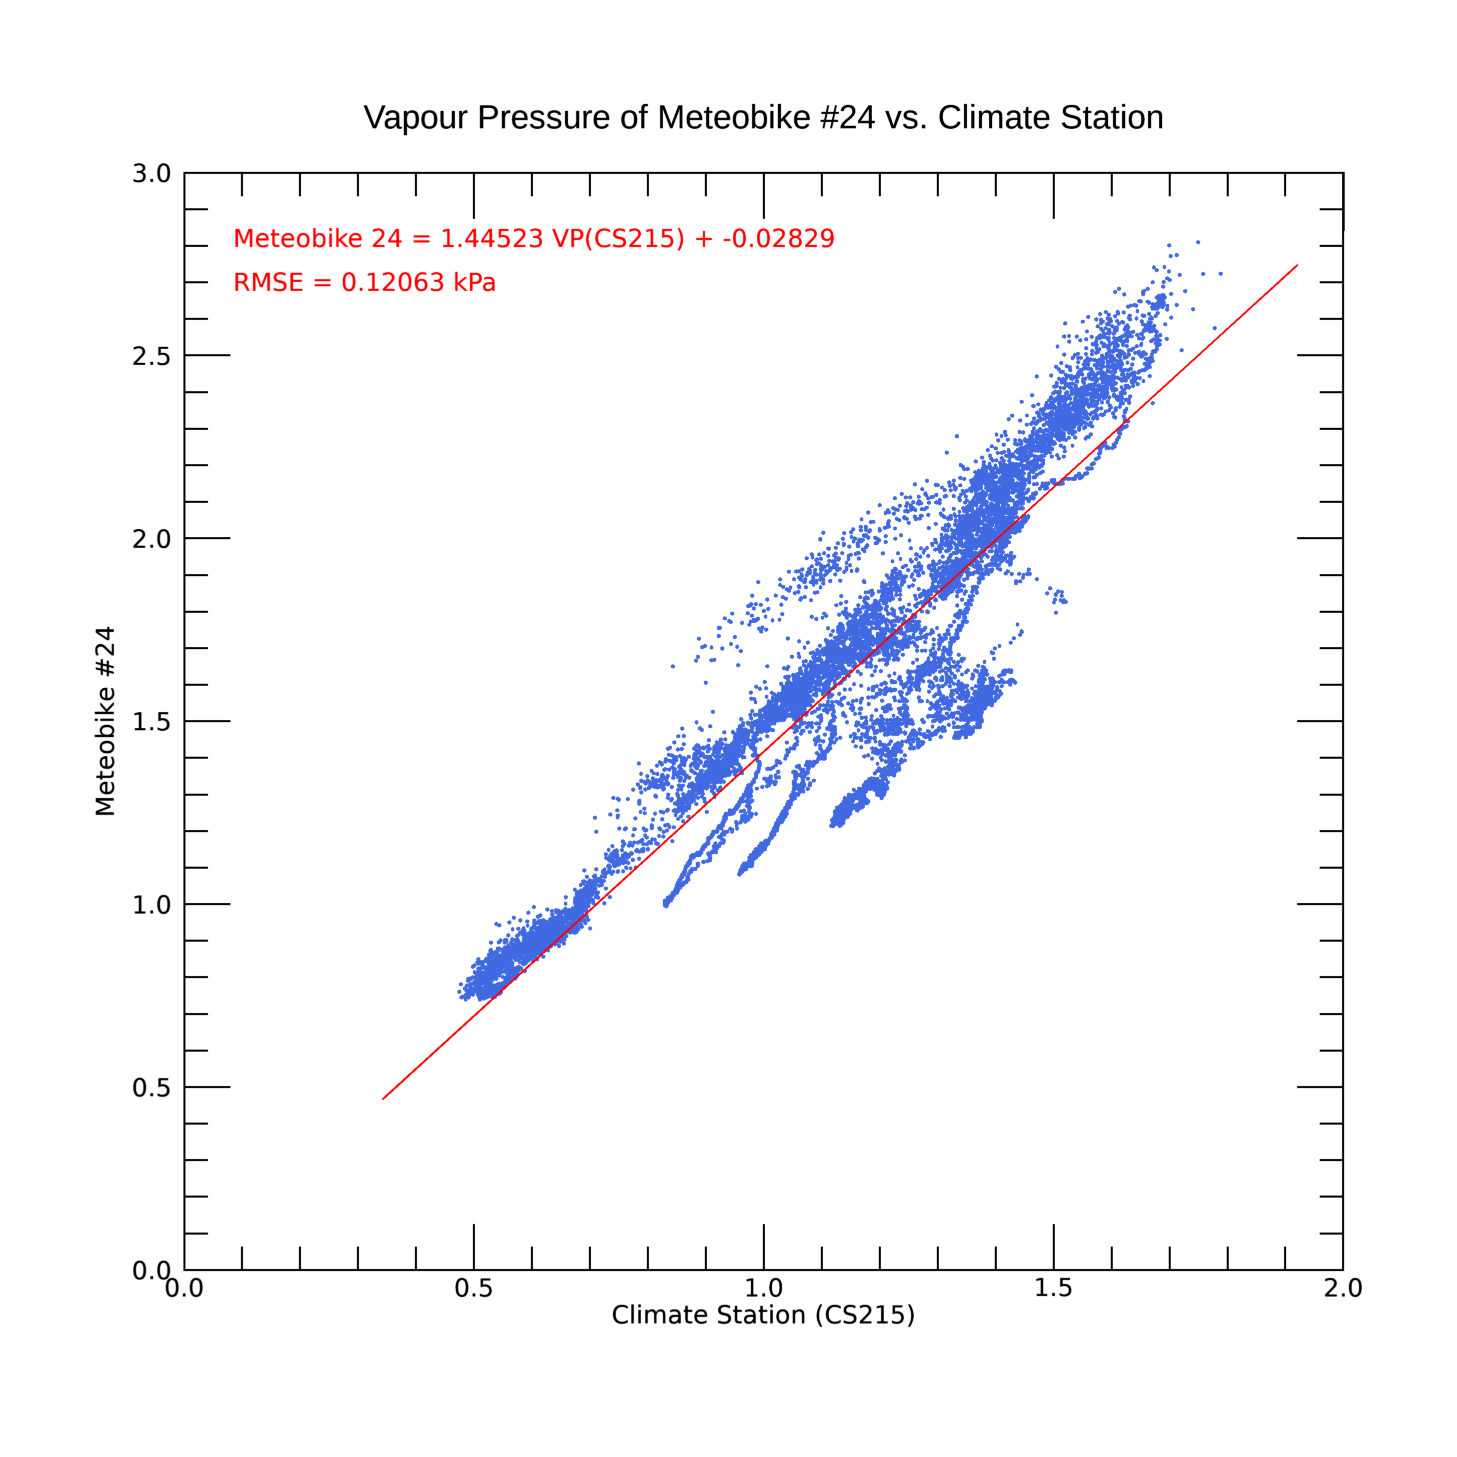 Vapour Pressure of Meteobike #24 vs. Climate Station
Meteobike 24 = 1.44523 VP(CS215) + -0.02829
RMSE = 0.12063 kPa
3.0
2.5
2.0
1.5
1.0
0.5
0.0
Meteobike #24
0.0 0.5 1.0 1.5 2.0
Climate Station (CS215)